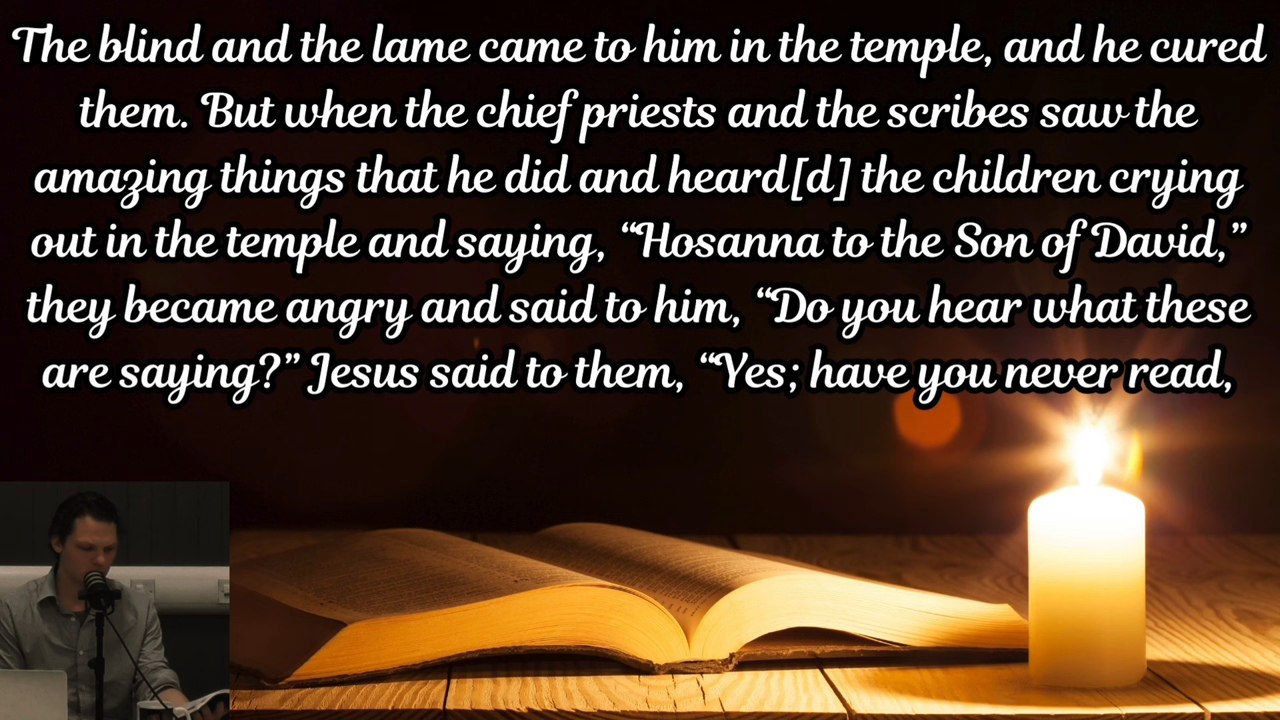 The blind and the lame came to him in the temple, and he cured
them. But when the chief priests and the scribes saw the
amazing things that he did and heard[d] the children crying
out in the temple and saying, “Hosanna to the Son of David,”
they became angry and said to him, “Do you hear what these
are saying?” Jesus said to them, “Yes; have you never read,